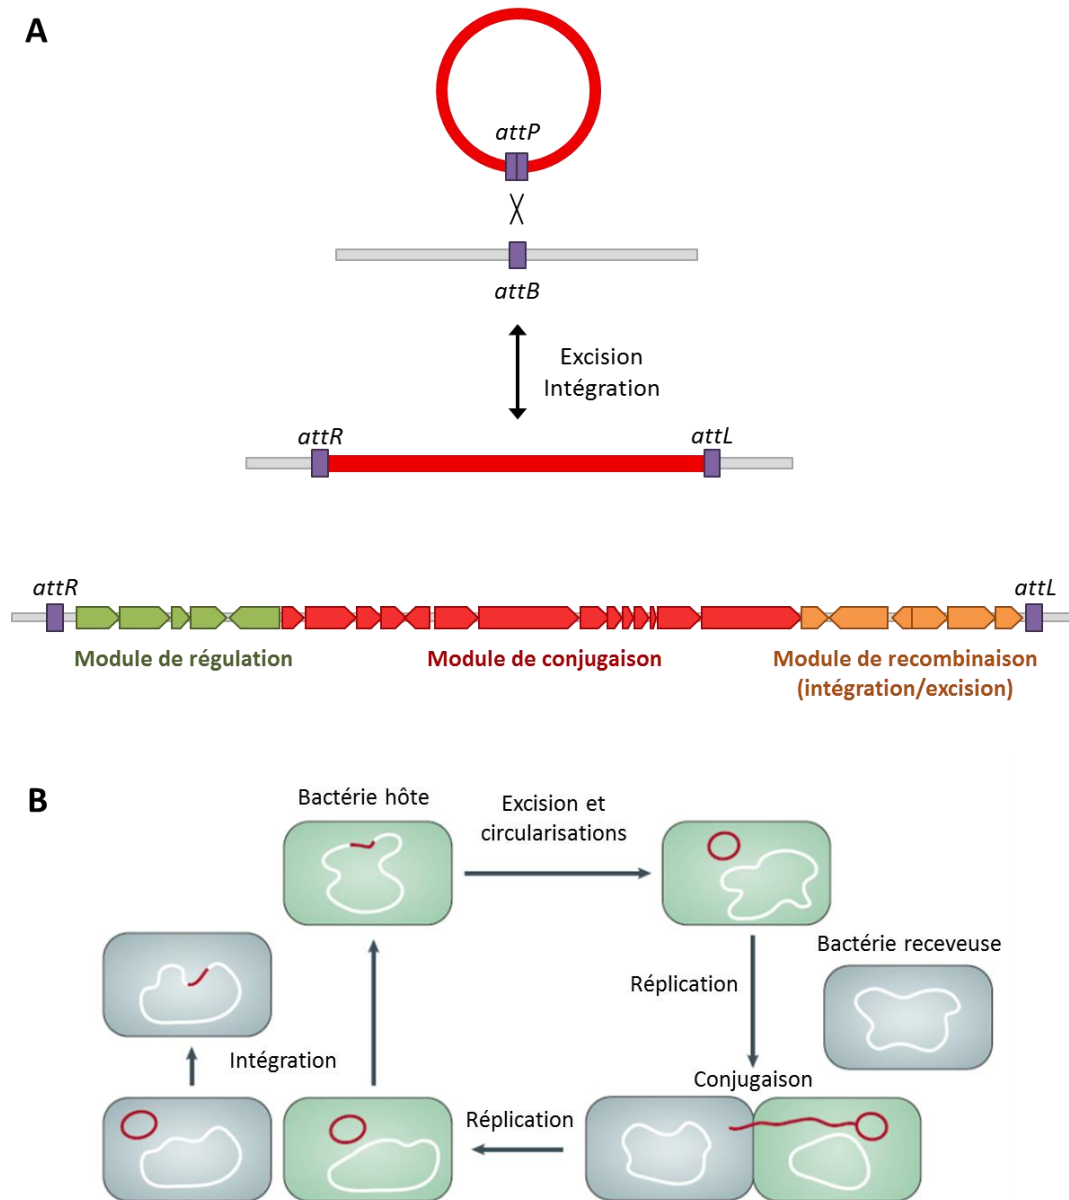 A
attP
attB
Excision
Intégration
attR
attL
attR
attL
Module de régulation
Module de conjugaison
Module de recombinaison
(intégration/excision)
B
Bactérie hôte
Excision et
circularisations
Bactérie receveuse
Réplication
Conjugaison
Intégration
Réplication